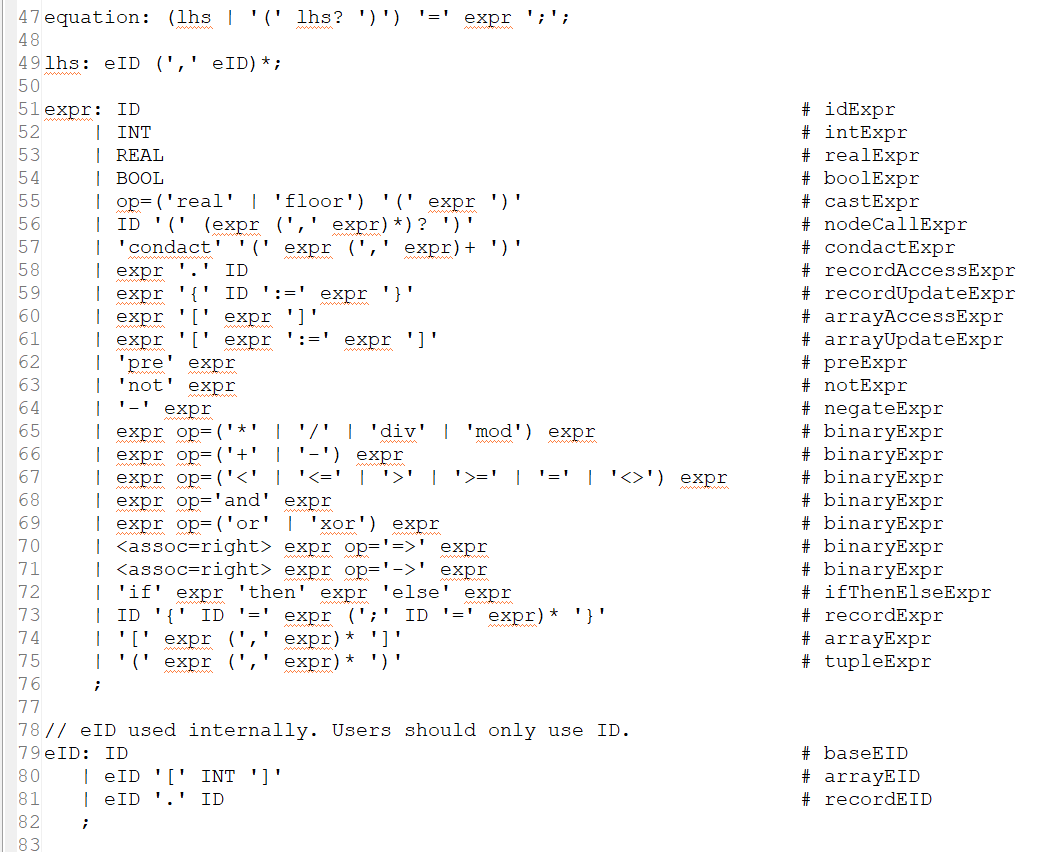 47 equation: (lhs | '(' lhs? ')') '=' expr ';';
48
49 lhs: eID (',' eID)*;
50
51 expr: ID # idExpr
52 | INT # intExpr
53 | REAL # realExpr
54 | BOOL # boolExpr
55 | op=('real' | 'floor') '(' expr ')' # castExpr
56 | ID '(' (expr (',' expr)*)? ')' # nodeCallExpr
57 | 'condact' '(' expr (',' expr)+ ')' # condactExpr
58 | expr '.' ID # recordAccessExpr
59 | expr '{' ID ':=' expr '}' # recordUpdateExpr
60 | expr '[' expr ']' # arrayAccessExpr
61 | expr '[' expr ':=' expr ']' # arrayUpdateExpr
62 | 'pre' expr # preExpr
63 | 'not' expr # notExpr
64 | '-' expr # negateExpr
65 | expr op=('*' | '/' | 'div' | 'mod') expr # binaryExpr
66 | expr op=('+' | '-') expr # binaryExpr
67 | expr op=('<' | '<=' | '>' | '>=' | '=' | '<>') expr # binaryExpr
68 | expr op='and' expr # binaryExpr
69 | expr op=('or' | 'xor') expr # binaryExpr
70 | <assoc=right> expr op='=>' expr # binaryExpr
71 | <assoc=right> expr op='->' expr # binaryExpr
72 | 'if' expr 'then' expr 'else' expr # ifThenElseExpr
73 | ID '{' ID '=' expr (';' ID '=' expr)* '}' # recordExpr
74 | '[' expr (',' expr)* ']' # arrayExpr
75 | '(' expr (',' expr)* ')' # tupleExpr
76 ;
77
78 // eID used internally. Users should only use ID.
79 eID: ID # baseEID
80 | eID '[' INT ']' # arrayEID
81 | eID '.' ID # recordEID
82 ;
83